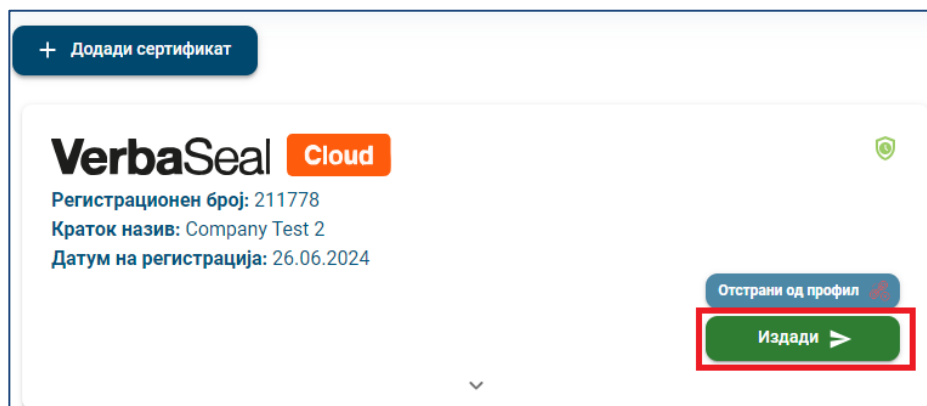 + Додади сертификат
VerbaSeal Cloud
Регистрационен број: 211778
Краток назив: Company Test 2
Датум на регистрација: 26.06.2024
Отстрани од профил
Издади